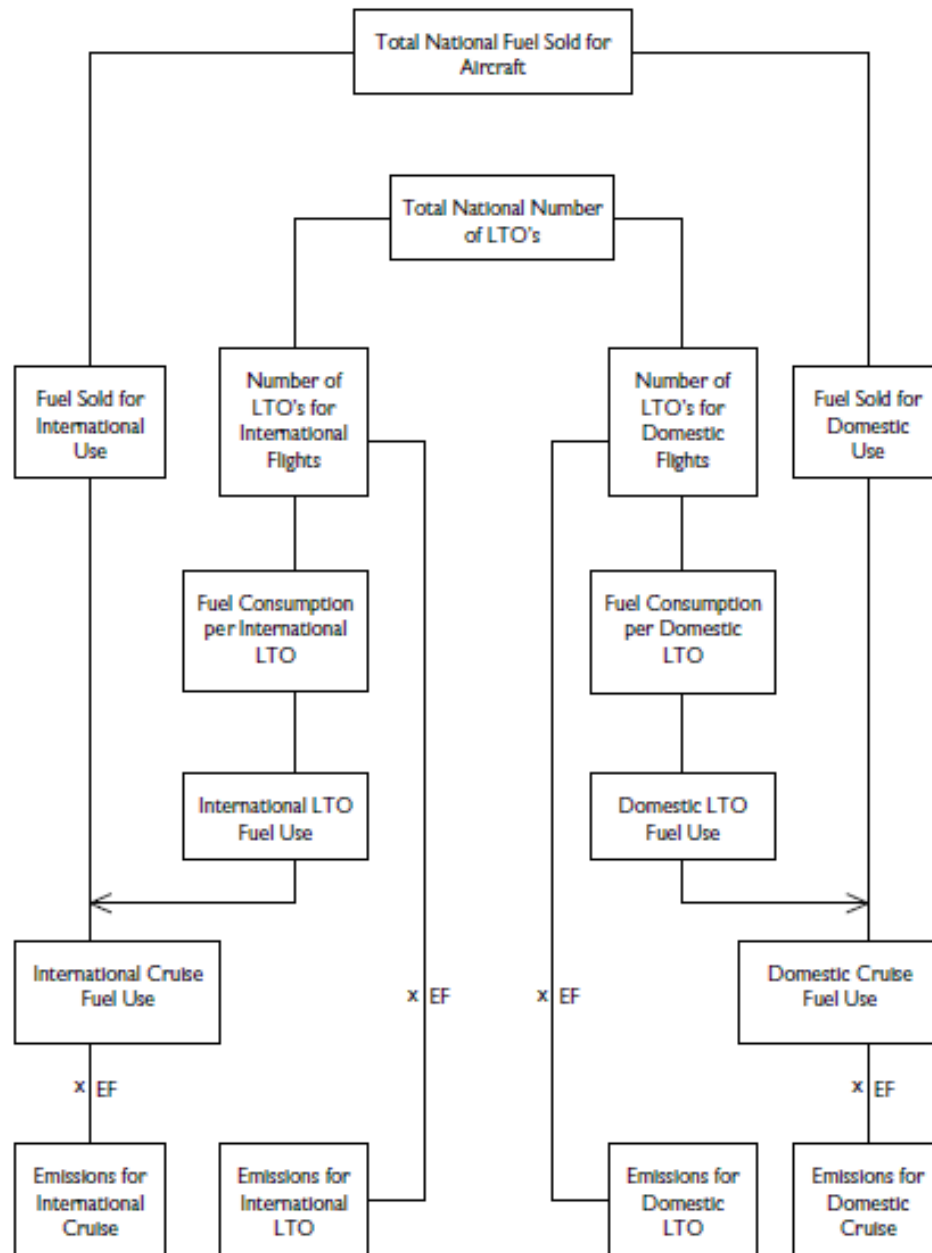 Total National Fuel Sold for
Aircraft
Total National Number
of LTO's
Fuel Sold for
International
Use
Number of
LTO's for
International
Flights
Number of
LTO's for
Domestic
Flights
Fuel Sold for
Domestic
Use
Fuel Consumption
per International
LTO
Fuel Consumption
per Domestic
LTO
International LTO
Fuel Use
Domestic LTO
Fuel Use
International Cruise
Fuel Use
x EF
x EF
Domestic Cruise
Fuel Use
x EF
x EF
Emissions for
International
Cruise
Emissions for
International
LTO
Emissions for
Domestic
LTO
Emissions for
Domestic
Cruise